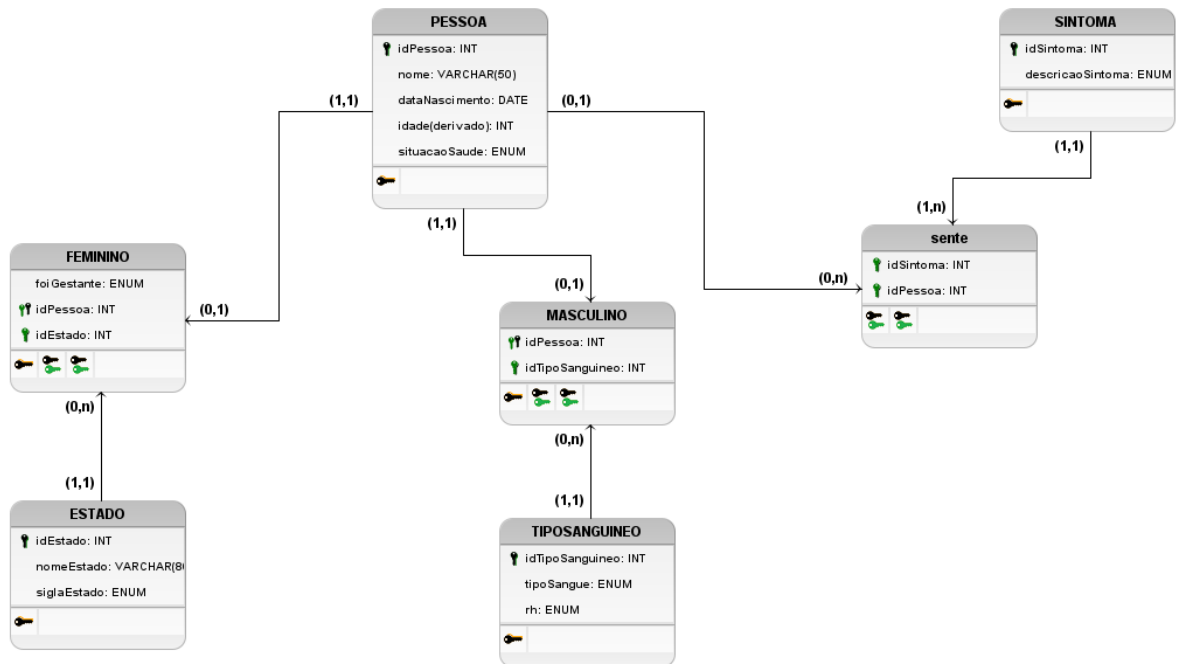 PESSOA
idPessoa: INT
nome: VARCHAR(50)
dataNascimento: DATE
idade(derivado): INT
situacaoSaude: ENUM
SINTOMA
idSintoma: INT
descricaoSintoma: ENUM
(1,1)
(0,1)
(1,1)
(1,1)
(1,n)
(0,n)
sente
idSintoma: INT
idPessoa: INT
FEMININO
foiGestante: ENUM
idPessoa: INT
idEstado: INT
(0,1)
(0,1)
MASCULINO
idPessoa: INT
idTipoSanguineo: INT
(0,n)
(1,1)
(0,n)
(1,1)
ESTADO
idEstado: INT
nomeEstado: VARCHAR(8
siglaEstado: ENUM
TIPOSANGUINEO
idTipoSanguineo: INT
tipoSangue: ENUM
rh: ENUM